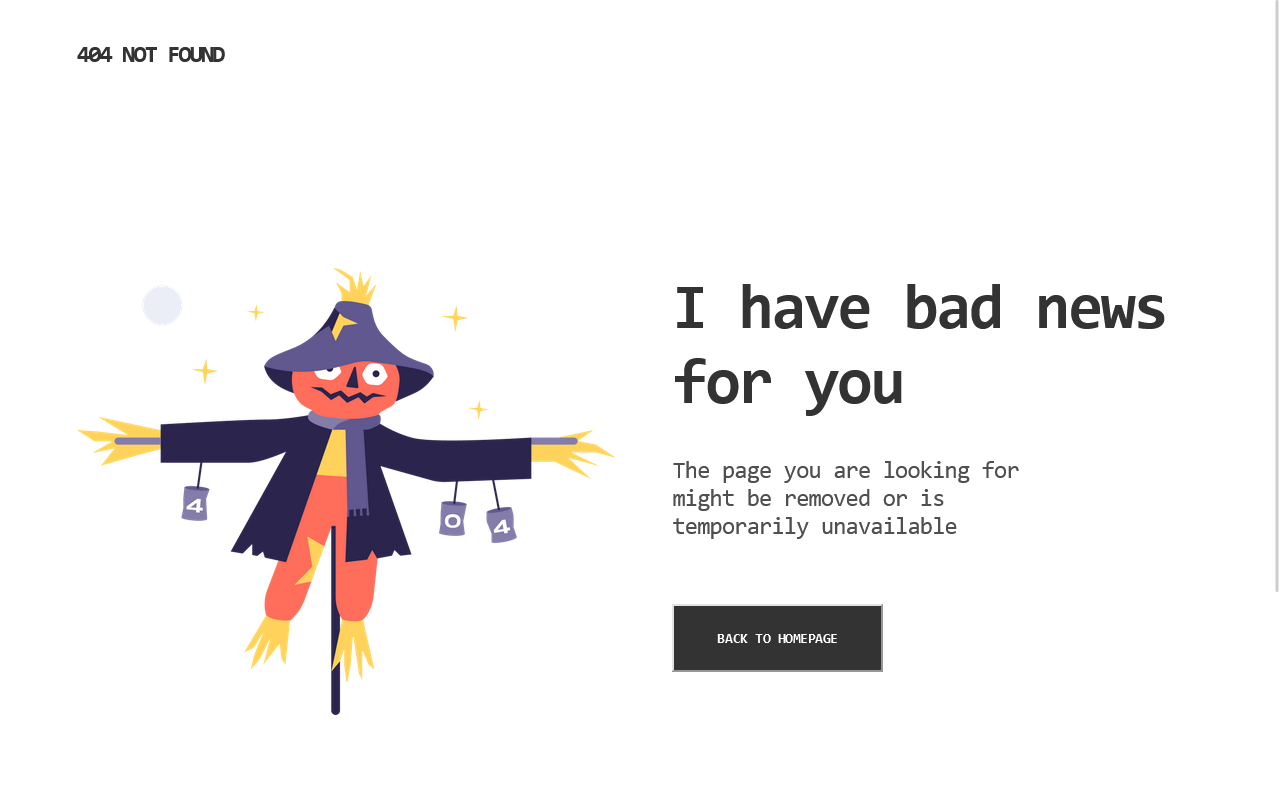 404 NOT FOUND
I have bad news
for you
The page you are looking for
might be removed or is
temporarily unavailable
BACK TO HOMEPAGE
4
0
4